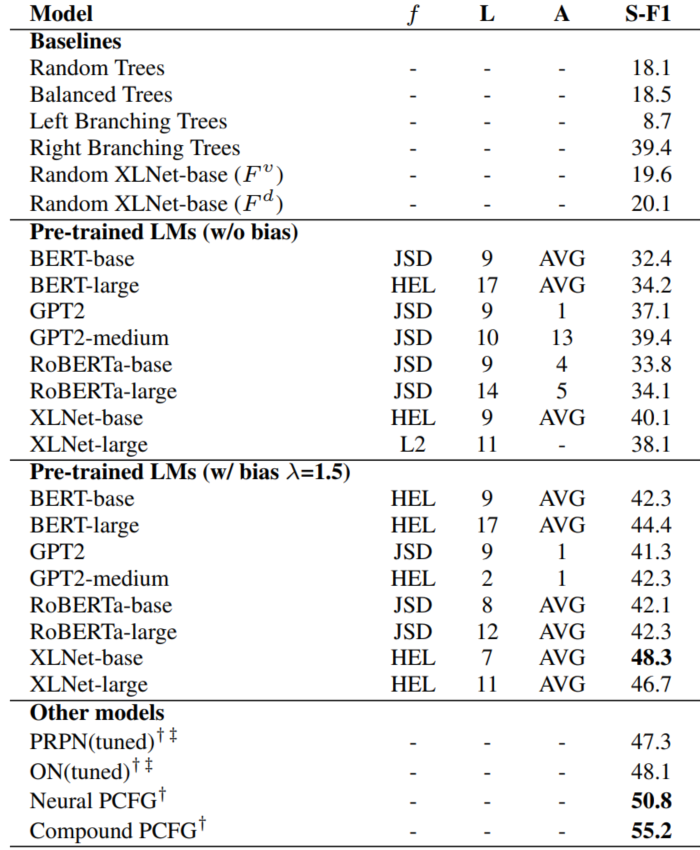 Model f L A S-F1
Baselines
Random Trees - - - 18.1
Balanced Trees - - - 18.5
Left Branching Trees - - - 8.7
Right Branching Trees - - - 39.4
Random XLNet-base (F^v) - - - 19.6
Random XLNet-base (F^d) - - - 20.1
Pre-trained LMs (w/o bias)
BERT-base JSD 9 AVG 32.4
BERT-large HEL 17 AVG 34.2
GPT2 JSD 9 1 37.1
GPT2-medium JSD 10 13 39.4
RoBERTa-base JSD 9 4 33.8
RoBERTa-large JSD 14 5 34.1
XLNet-base HEL 9 AVG 40.1
XLNet-large L2 11 - 38.1
Pre-trained LMs (w/ bias λ=1.5)
BERT-base HEL 9 AVG 42.3
BERT-large HEL 17 AVG 44.4
GPT2 JSD 9 1 41.3
GPT2-medium HEL 2 1 42.3
RoBERTa-base JSD 8 AVG 42.1
RoBERTa-large JSD 12 AVG 42.3
XLNet-base HEL 7 AVG 48.3
XLNet-large HEL 11 AVG 46.7
Other models
PRPN(tuned)†‡ - - - 47.3
ON(tuned)†‡ - - - 48.1
Neural PCFG† - - - 50.8
Compound PCFG† - - - 55.2